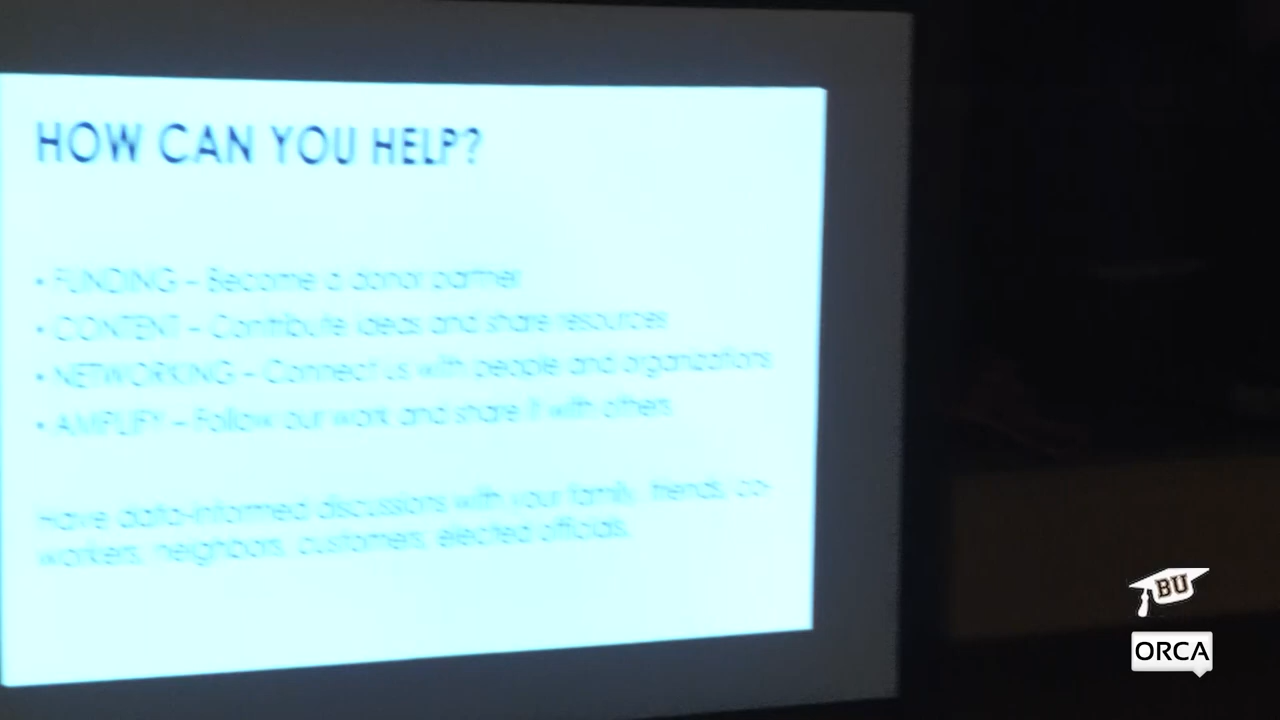 HOW CAN YOU HELP?
• FUNDING – Become a donor partner
• CONTENT – Contribute ideas and share resources
• NETWORKING – Connect us with people and organizations
• AMPLIFY – Follow our work and share it with others.
Have data-informed discussions with your family, friends, co-
workers, neighbors, customers, elected officials.
BU
ORCA